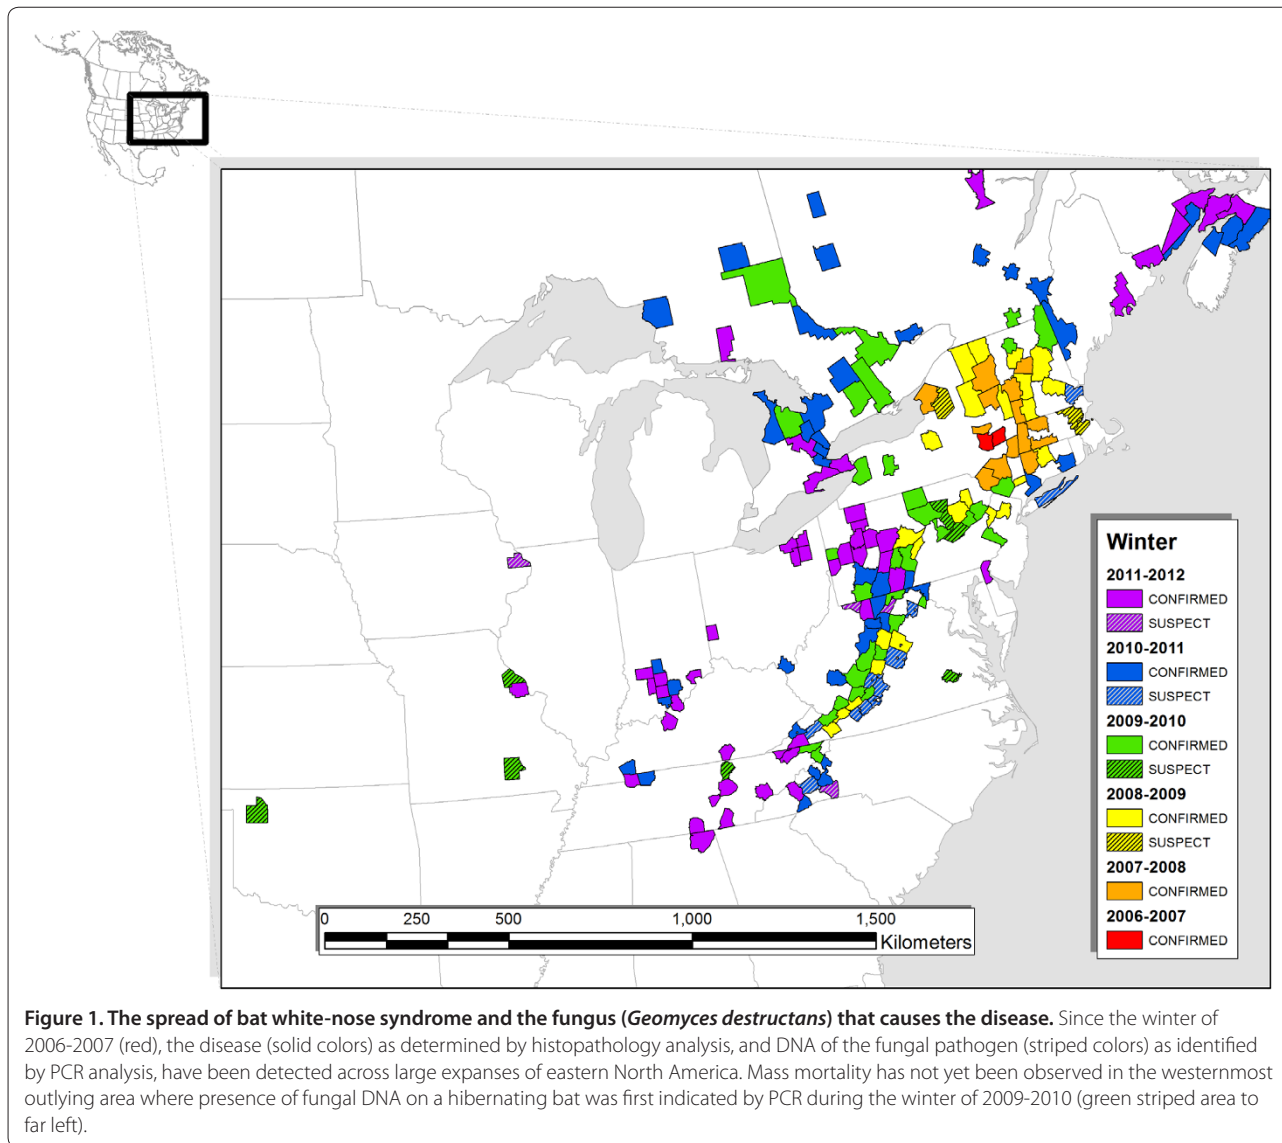 Winter
2011-2012
CONFIRMED
SUSPECT
2010-2011
CONFIRMED
SUSPECT
2009-2010
CONFIRMED
SUSPECT
2008-2009
CONFIRMED
SUSPECT
2007-2008
CONFIRMED
2006-2007
CONFIRMED
0 250 500 1,000 1,500
Kilometers
Figure 1. The spread of bat white-nose syndrome and the fungus (Geomyces destructans) that causes the disease. Since the winter of
2006-2007 (red), the disease (solid colors) as determined by histopathology analysis, and DNA of the fungal pathogen (striped colors) as identified
by PCR analysis, have been detected across large expanses of eastern North America. Mass mortality has not yet been observed in the westernmost
outlying area where presence of fungal DNA on a hibernating bat was first indicated by PCR during the winter of 2009-2010 (green striped area to
far left).